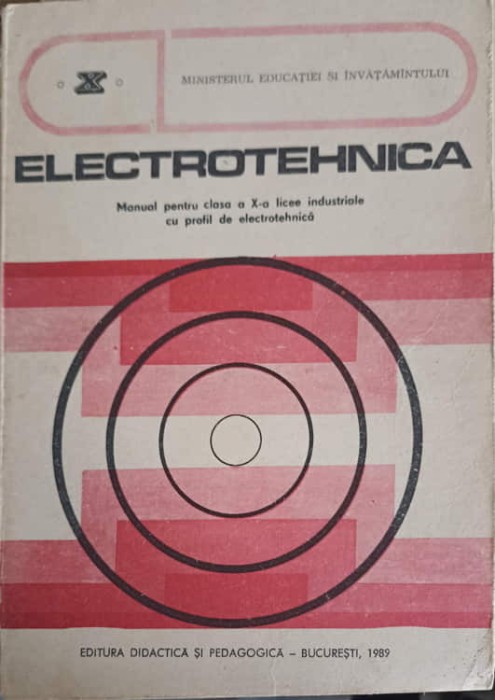 X
MINISTERUL EDUCAȚIEI ȘI ÎNVĂȚĂMÎNTULUI
ELECTROTEHNICA
Manual pentru clasa a X-a licee industriale
cu profil de electrotehnică
EDITURA DIDACTICĂ ȘI PEDAGOGICĂ – BUCUREȘTI, 1989